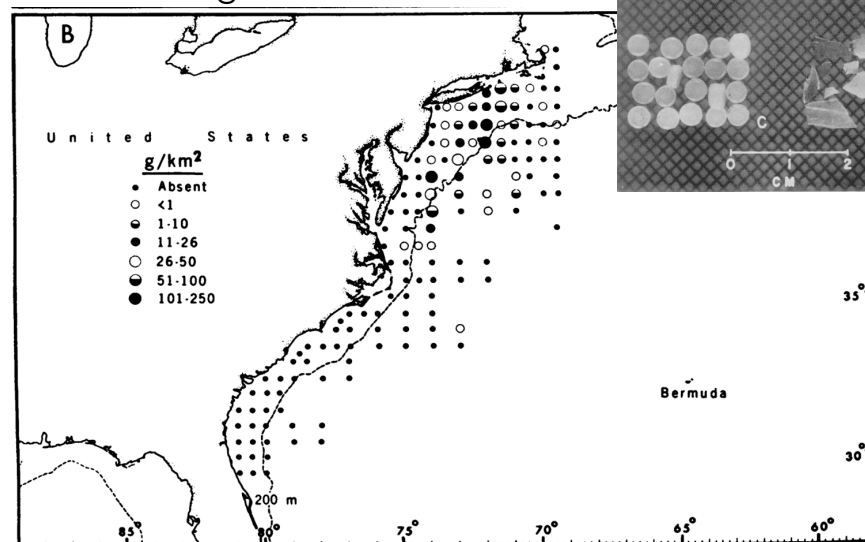 B
C
0 1 2
CM
United States
g/km²
Absent
<1
1-10
11-26
26-50
51-100
101-250
35°
Bermuda
30°
200 m
85° 80° 75° 70° 65° 60°